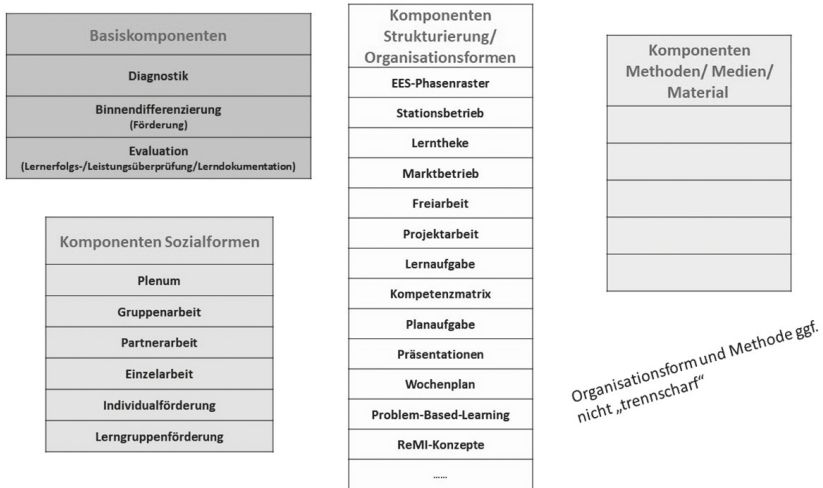 Basiskomponenten
Diagnostik
Binnendifferenzierung
(Förderung)
Evaluation
(Lernerfolgs-/Leistungsüberprüfung/Lerndokumentation)
Komponenten Sozialformen
Plenum
Gruppenarbeit
Partnerarbeit
Einzelarbeit
Individualförderung
Lerngruppenförderung
Komponenten
Strukturierung/
Organisationsformen
EES-Phasenraster
Stationsbetrieb
Lerntheke
Marktbetrieb
Freiarbeit
Projektarbeit
Lernaufgabe
Kompetenzmatrix
Planaufgabe
Präsentationen
Wochenplan
Problem-Based-Learning
ReMI-Konzepte
......
Komponenten
Methoden/ Medien/
Material
Organisationsform und Methode ggf.
nicht „trennscharf“